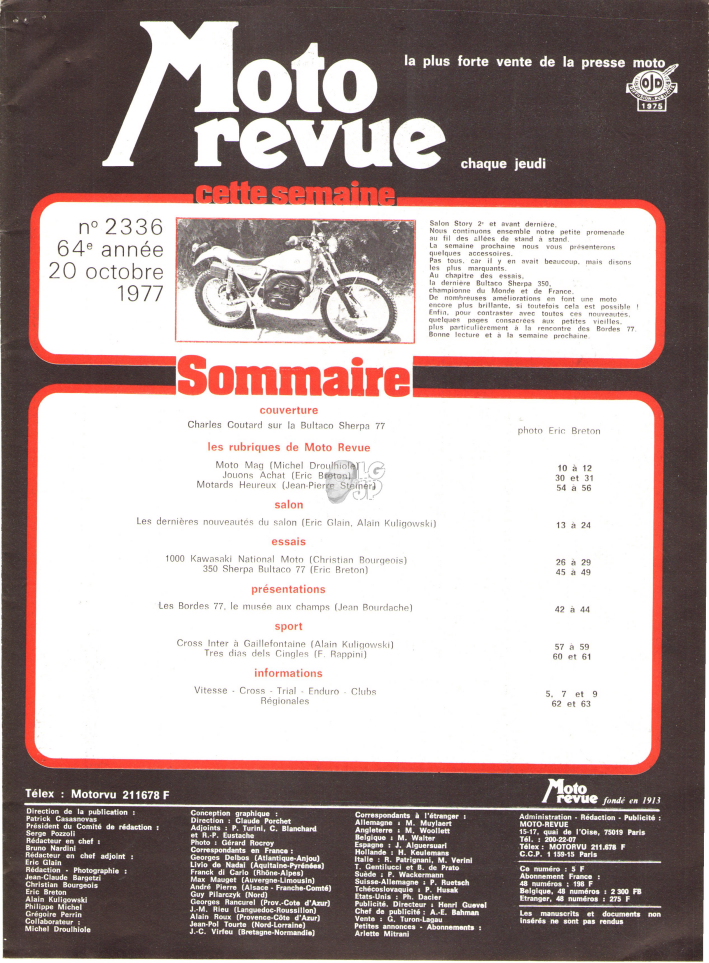 Moto
revue
la plus forte vente de la presse moto
OJD
1975
chaque jeudi
cette semaine
nº 2336
64e année
20 octobre
1977
Salon Story 2e et avant dernière.
Nous continuons ensemble notre petite promenade
au fil des allées de stand à stand.
La semaine prochaine nous vous présenterons
quelques accessoires.
Pas tous, car il y en avait beaucoup, mais disons
les plus marquants.
Au chapitre des essais,
la dernière Bultaco Sherpa 350,
championne du Monde et de France.
De nombreuses améliorations en font une moto
encore plus brillante, si toutefois cela est possible !
Enfin, pour contraster avec toutes ces nouveautés,
quelques pages consacrées aux petites vieilles,
plus particulièrement à la rencontre des Bordes 77.
Bonne lecture et à la semaine prochaine.
Sommaire
couverture
Charles Coutard sur la Bultaco Sherpa 77 photo Eric Breton
les rubriques de Moto Revue
Moto Mag (Michel Droulhiole) 10 à 12
Jouons Achat (Eric Breton) 30 et 31
Motards Heureux (Jean-Pierre Steiner) 54 à 56
LG
JP
salon
Les dernières nouveautés du salon (Eric Glain, Alain Kuligowski) 13 à 24
essais
1000 Kawasaki National Moto (Christian Bourgeois) 26 à 29
350 Sherpa Bultaco 77 (Eric Breton) 45 à 49
présentations
Les Bordes 77, le musée aux champs (Jean Bourdache) 42 à 44
sport
Cross Inter à Gaillefontaine (Alain Kuligowski) 57 à 59
Tres dias dels Cingles (F. Rappini) 60 et 61
informations
Vitesse - Cross - Trial - Enduro - Clubs 5, 7 et 9
Régionales 62 et 63
Télex : Motorvu 211678 F
Moto
revue fondé en 1913
Direction de la publication :
Patrick Casasnovas
Président du Comité de rédaction :
Serge Pozzoli
Rédacteur en chef :
Bruno Nardini
Rédacteur en chef adjoint :
Eric Glain
Rédaction - Photographie :
Jean-Claude Bargetzi
Christian Bourgeois
Eric Breton
Alain Kuligowski
Philippe Michel
Grégoire Perrin
Collaborateur :
Michel Droulhiole
Conception graphique :
Direction : Claude Porchet
Adjoints : P. Turini, C. Blanchard
et R.-P. Eustache
Photo : Gérard Rocroy
Correspondants en France :
Georges Delbos (Atlantique-Anjou)
Livio de Nadai (Aquitaine-Pyrénées)
Franck di Carlo (Rhône-Alpes)
Max Mauget (Auvergne-Limousin)
André Pierre (Alsace - Franche-Comté)
Guy Pilarczyk (Nord)
Georges Rancurel (Prov.-Cote d'Azur)
J.-M. Rieu (Languedoc-Roussillon)
Alain Roux (Provence-Côte d'Azur)
Jean-Pol Tourte (Nord-Lorraine)
J.-C. Virfeu (Bretagne-Normandie)
Correspondants à l'étranger :
Allemagne : M. Muylaert
Angleterre : M. Woollett
Belgique : M. Walter
Espagne : J. Alguersuari
Hollande : H. Keulemans
Italie : R. Patrignani, M. Verini
T. Gentilucci et R. de Prato
Suède : P. Wackermann
Suisse-Allemagne : P. Ruetsch
Tchécoslovaquie : P. Husak
Etats-Unis : Ph. Dacier
Publicité. Directeur : Henri Guevel
Chef de publicité : A.-E. Bahman
Vente : G. Turon-Lagau
Petites annonces - Abonnements :
Arlette Mitrani
Administration - Rédaction - Publicité :
MOTO-REVUE
15-17, quai de l'Oise, 75019 Paris
Tél. : 200-22-07
Télex : MOTORVU 211.678 F
C.C.P. 1 159-15 Paris
Ce numéro : 5 F
Abonnement France :
48 numéros : 198 F
Belgique, 48 numéros : 2 300 FB
Etranger, 48 numéros : 275 F
Les manuscrits et documents non
insérés ne sont pas rendus